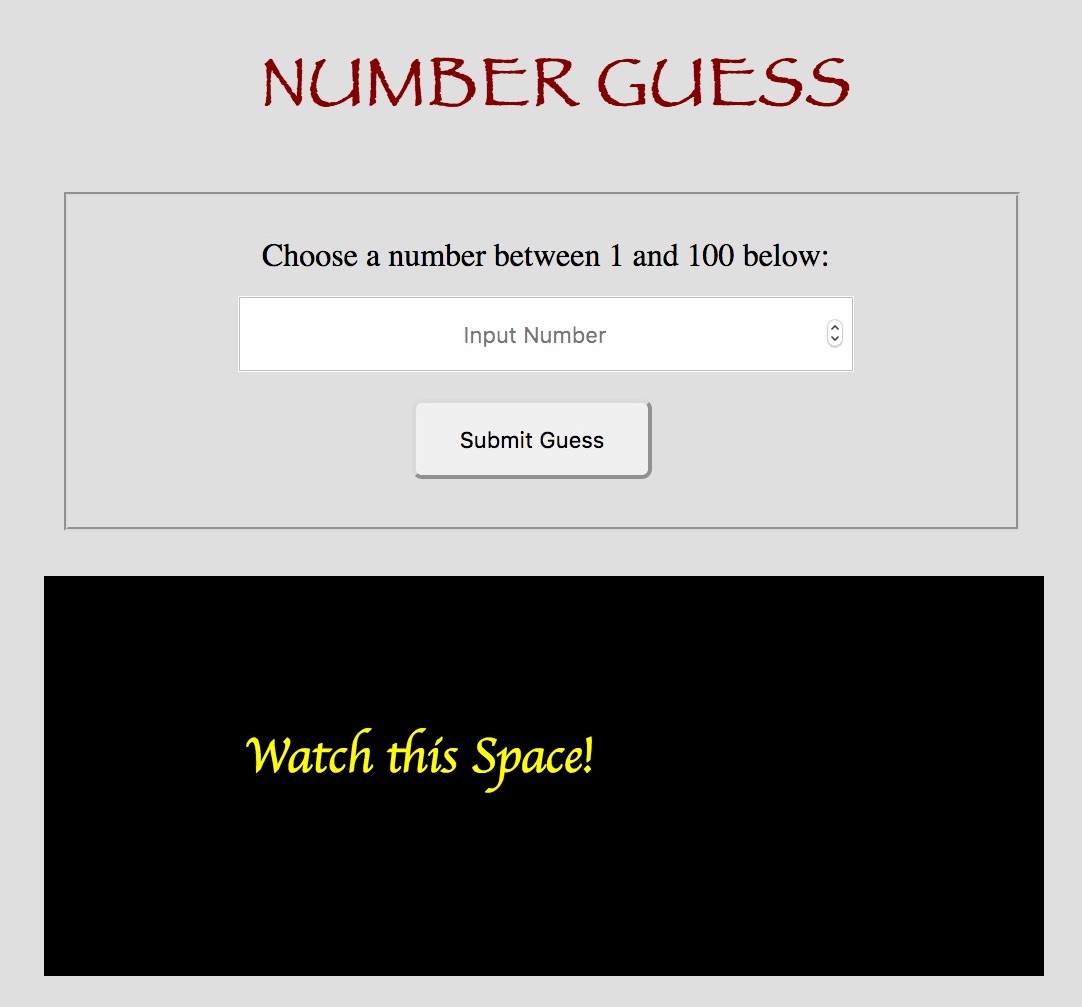 NUMBER GUESS
Choose a number between 1 and 100 below:
Input Number
Submit Guess
Watch this Space!